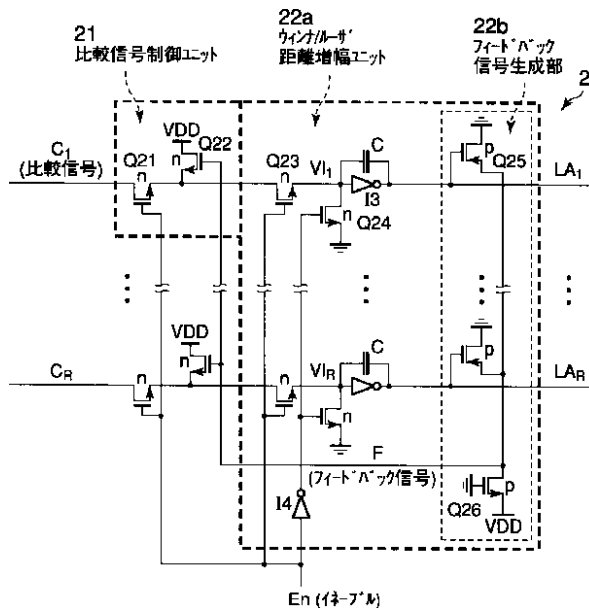 21
比較信号制御ユニット
22a
ウィンナ/ルーザ
距離増幅ユニット
22b
フィードバック
信号生成部
2
C1
(比較信号)
Q21
n
VDD
Q22
n
Q23
n
VI1
C
I3
n
Q24
p
Q25
LA1
VDD
n
CR
n
n
VIR
C
n
p
LAR
F
(フィードバック信号)
I4
Q26
p
VDD
En (イネーブル)